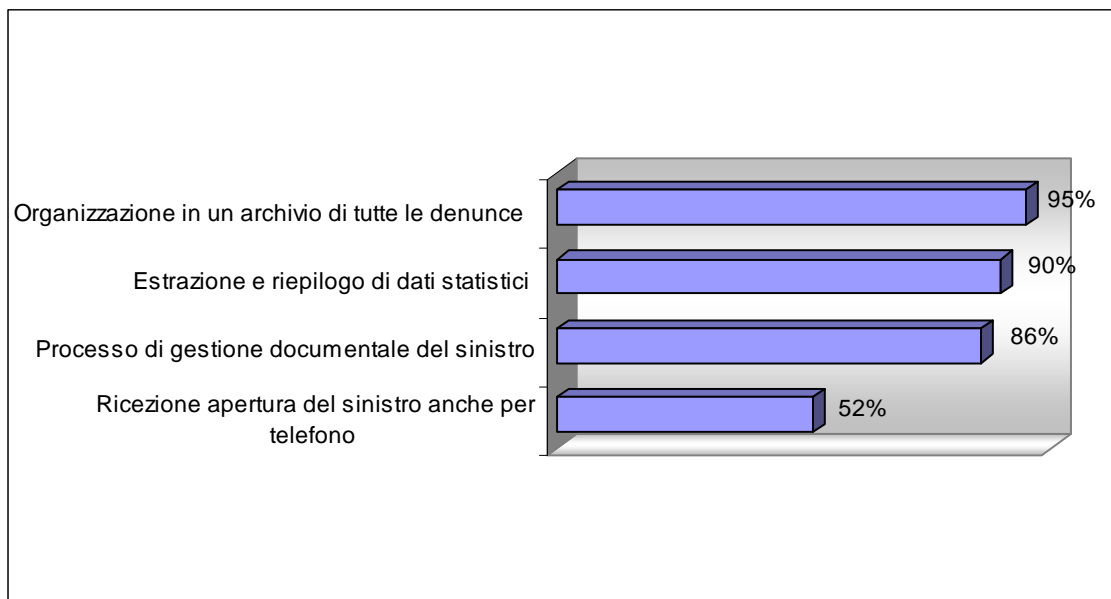 Organizzazione in un archivio di tutte le denunce
95%
Estrazione e riepilogo di dati statistici
90%
Processo di gestione documentale del sinistro
86%
Ricezione apertura del sinistro anche per
telefono
52%